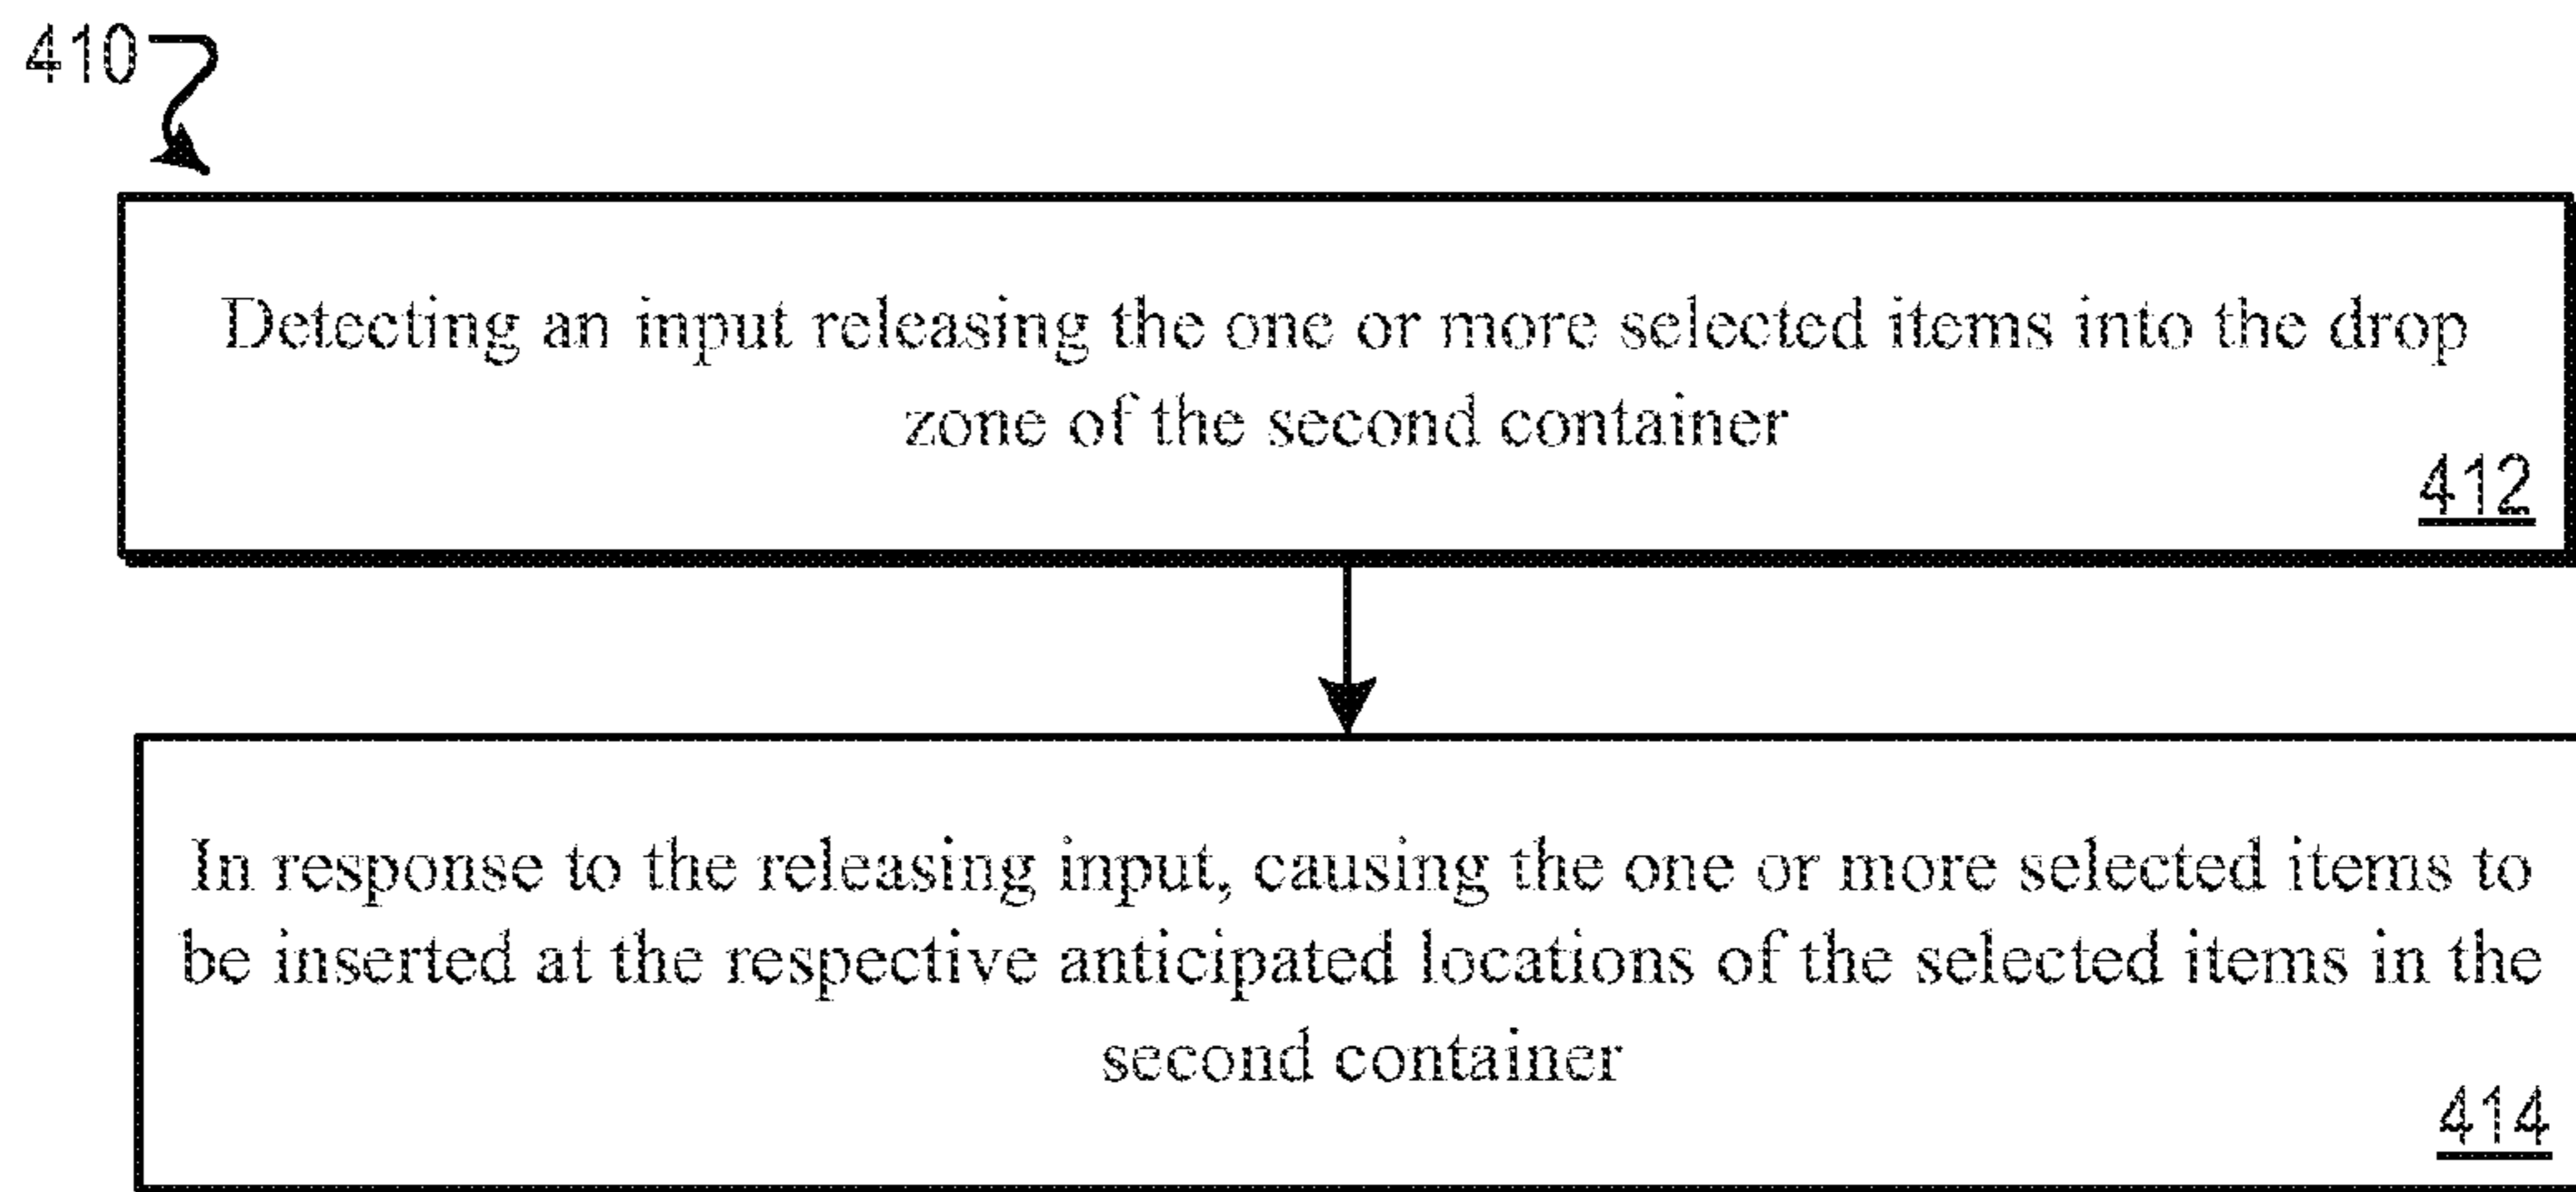 410
Detecting an input releasing the one or more selected items into the drop
zone of the second container
412
In response to the releasing input, causing the one or more selected items to
be inserted at the respective anticipated locations of the selected items in the
second container
414